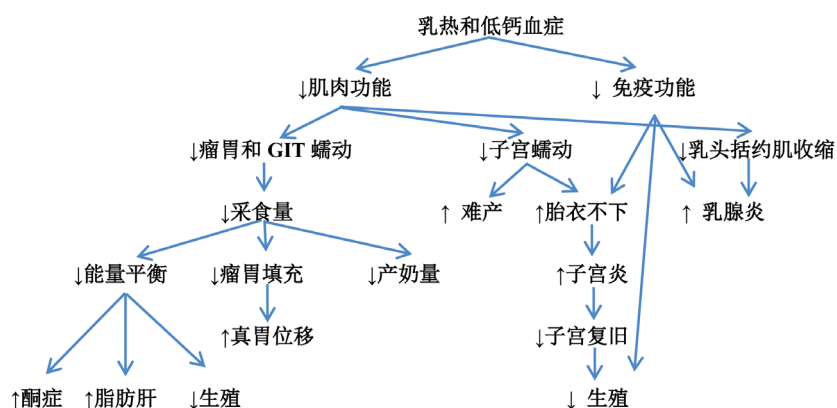 乳热和低钙血症
↓肌肉功能
↓ 免疫功能
↓瘤胃和 GIT 蠕动
↓子宫蠕动
↓乳头括约肌收缩
↓采食量
↑ 难产
↑胎衣不下
↑ 乳腺炎
↓能量平衡
↓瘤胃填充
↓产奶量
↑子宫炎
↑真胃位移
↓子宫复旧
↑酮症
↑脂肪肝
↓生殖
↓ 生殖